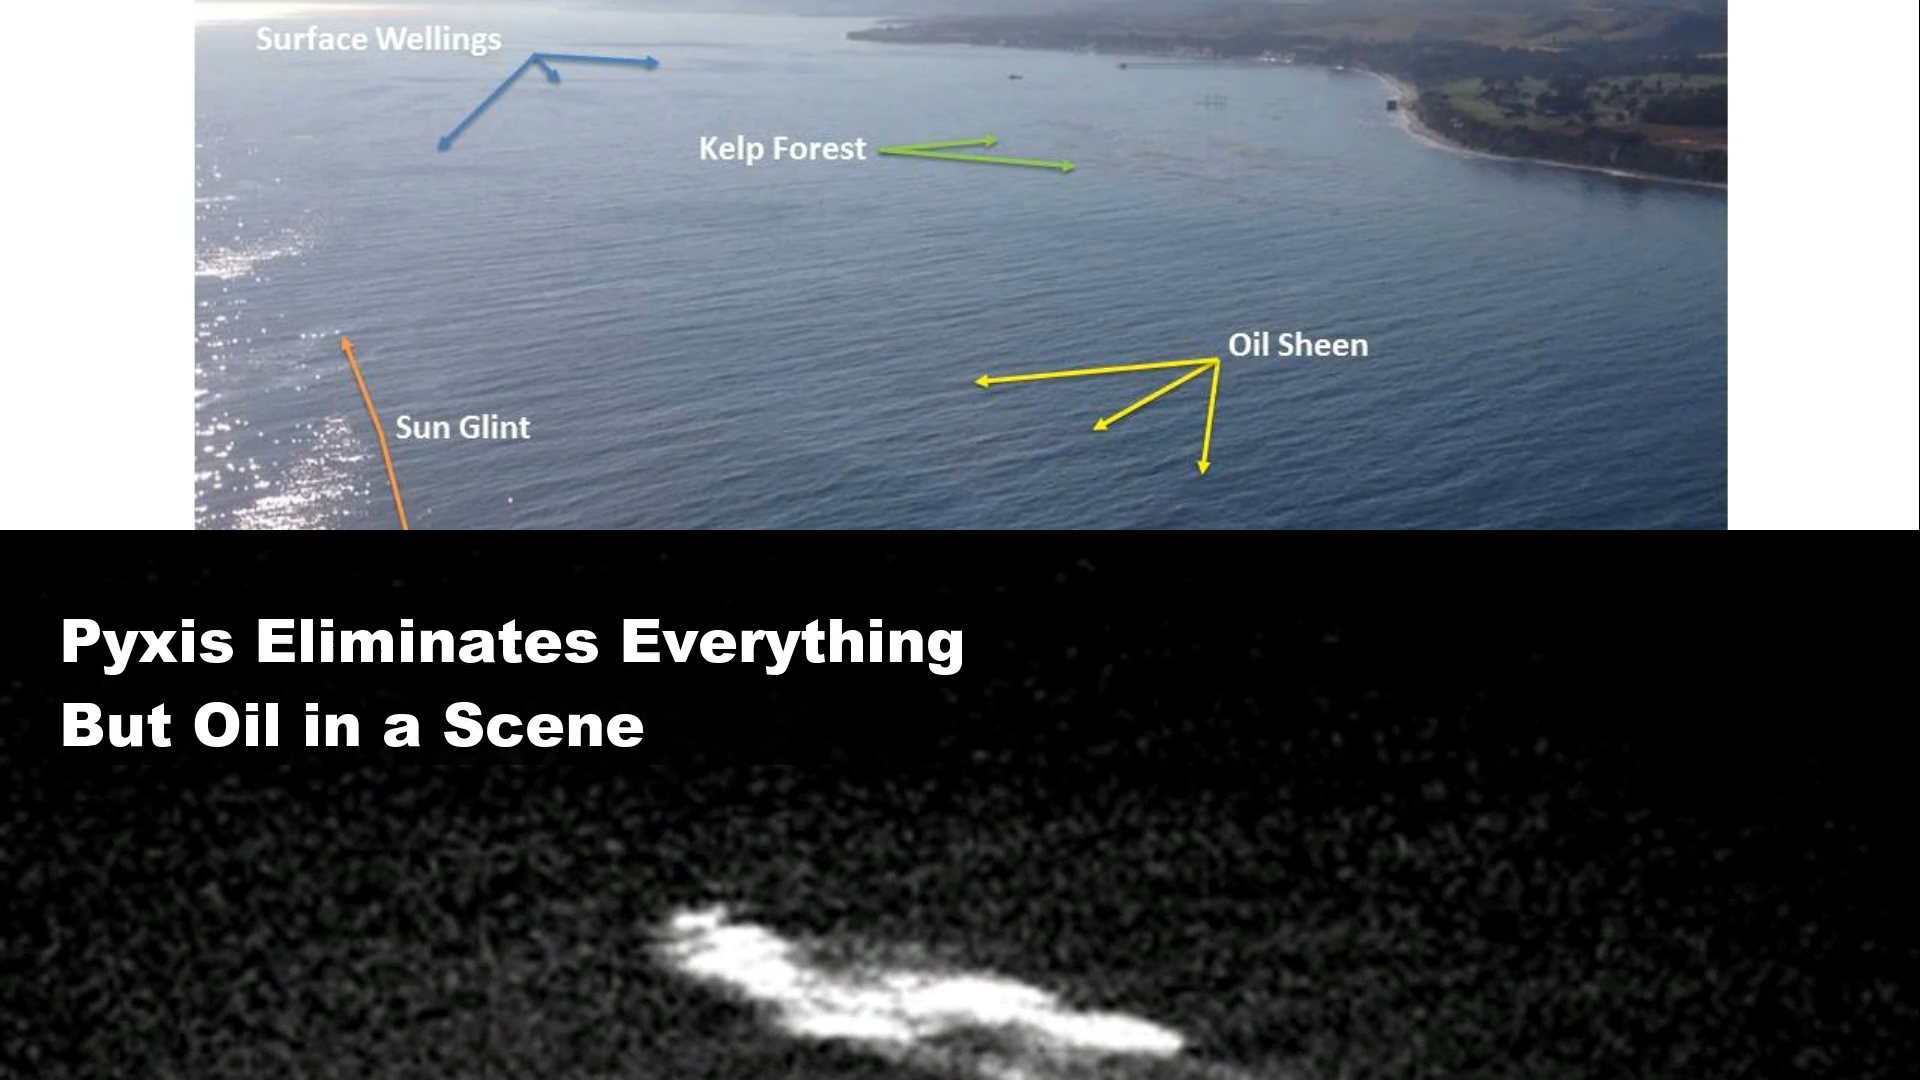 Surface Wellings
Kelp Forest
Oil Sheen
Sun Glint
Pyxis Eliminates Everything
But Oil in a Scene